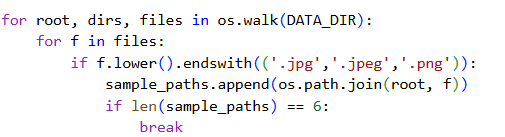 for root, dirs, files in os.walk(DATA_DIR):
    for f in files:
        if f.lower().endswith(('.jpg','.jpeg','.png')):
            sample_paths.append(os.path.join(root, f))
            if len(sample_paths) == 6:
                break